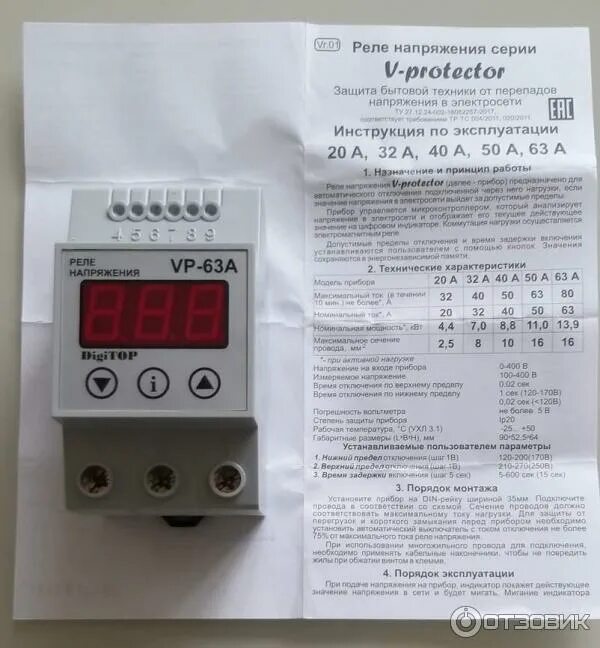 Vr.01
Реле напряжения серии
V-protector
Защита бытовой техники от перепадов
напряжения в электросети
соответствует требованиям ТР ТС 004/2011, 020/2011
EAC
Инструкция по эксплуатации
20 А, 32 А, 40 А, 50 А, 63 А
1. Назначение и принцип работы
Реле напряжения V-protector (далее - прибор) предназначено для
автоматического отключения подключенной через него нагрузки, если
значение напряжения в электросети выйдет за допустимые пределы.
Прибор управляется микроконтроллером, который анализирует
напряжение в электросети и отображает его текущее действующее
значение на цифровом индикаторе. Коммутация нагрузки осуществляется
электромагнитным реле.
Допустимые пределы отключения и время задержки включения
устанавливаются пользователем с помощью кнопок. Значения
сохраняются в энергонезависимой памяти.
2. Технические характеристики
Модель прибора 20 А 32 А 40 А 50 А 63 А
Максимальный ток (в течении 10 мин.) не более*, А 32 40 50 63 80
Номинальный ток*, А 20 32 40 50 63
Номинальная мощность*, кВт 4,4 7,0 8,8 11,0 13,9
Максимальное сечение провода, мм² 2,5 8 10 16 16
*- при активной нагрузке
Напряжение на входе прибора 0-400 В
Измеряемое напряжение 100-400 В
Время отключения по верхнему пределу 0.02 сек
Время отключения по нижнему пределу 1 сек (120-170В)
0,02 сек (<120В)
Погрешность вольтметра не более 5 В
Степень защиты прибора Ip20
Рабочая температура, °С (УХЛ 3.1) -25... +50
Габаритные размеры (L*B*H), мм 90*52,5*64
Устанавливаемые пользователем параметры
1. Нижний предел отключения (шаг 1В) 120-200(170В)
2. Верхний предел отключения (шаг 1В) 210-270(250В)
3. Время задержки включения (шаг 5 сек) 5-600 сек (15 сек)
3. Порядок монтажа
Установите прибор на DIN-рейку шириной 35мм. Подключите
провода в соответствии со схемой. Сечение проводов должно
соответствовать максимальному току нагрузки. Для защиты от
перегрузок и короткого замыкания перед прибором необходимо
установить автоматический выключатель с током отключения не более
75% от максимального тока реле напряжения.
При использовании многожильного провода для подключения,
необходимо применять кабельные наконечники, чтобы не повредить
жилы при обжатии винтом в клемме.
4. Порядок эксплуатации
При подаче напряжения на прибор, индикатор покажет действующее
значение напряжения в сети и будет мигать. Мигание индикатора
4 5 6 7 8 9
РЕЛЕ
НАПРЯЖЕНИЯ
VP-63A
DigiTOP
i
ОТЗОВИК